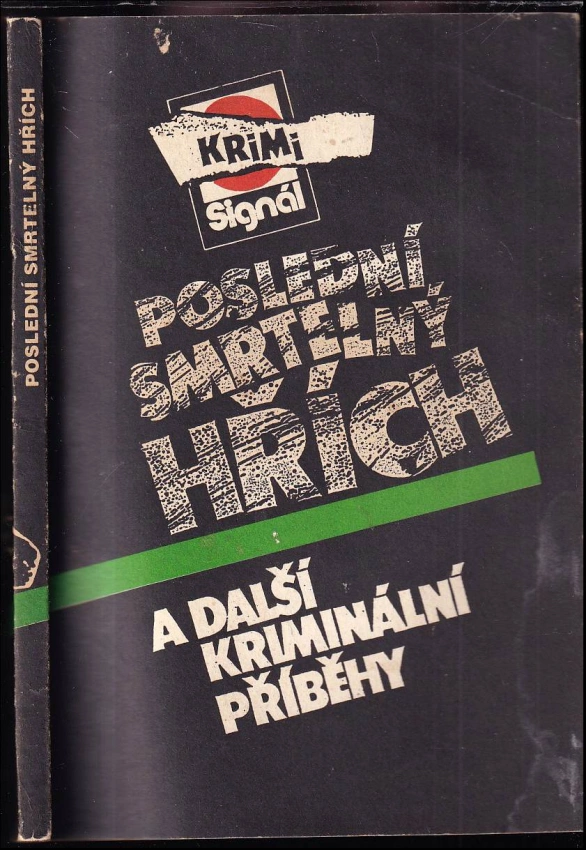 POSLEDNÍ SMRTELNÝ HŘÍCH
KRiMi
Signál
POSLEDNÍ
SMRTELNÝ
HŘÍCH
A DALŠÍ
KRIMINÁLNÍ
PŘÍBĚHY